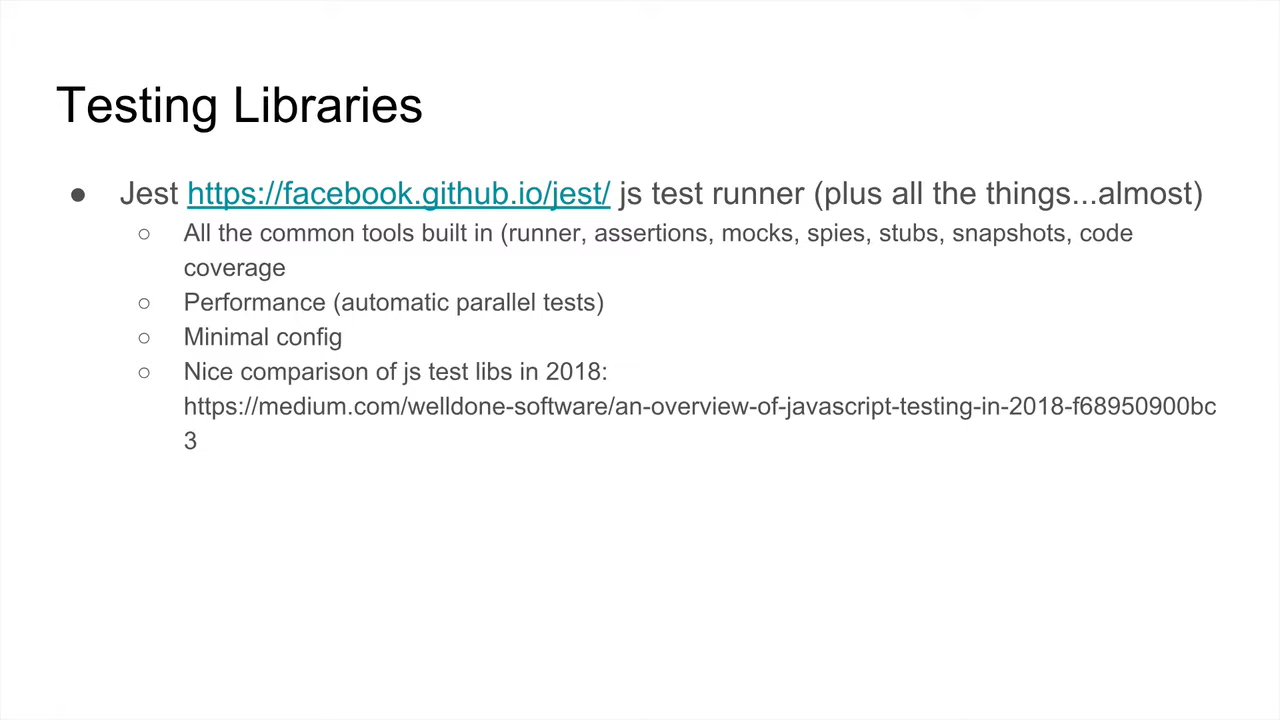 Testing Libraries
● Jest https://facebook.github.io/jest/ js test runner (plus all the things...almost)
○ All the common tools built in (runner, assertions, mocks, spies, stubs, snapshots, code
coverage
○ Performance (automatic parallel tests)
○ Minimal config
○ Nice comparison of js test libs in 2018:
https://medium.com/welldone-software/an-overview-of-javascript-testing-in-2018-f68950900bc
3